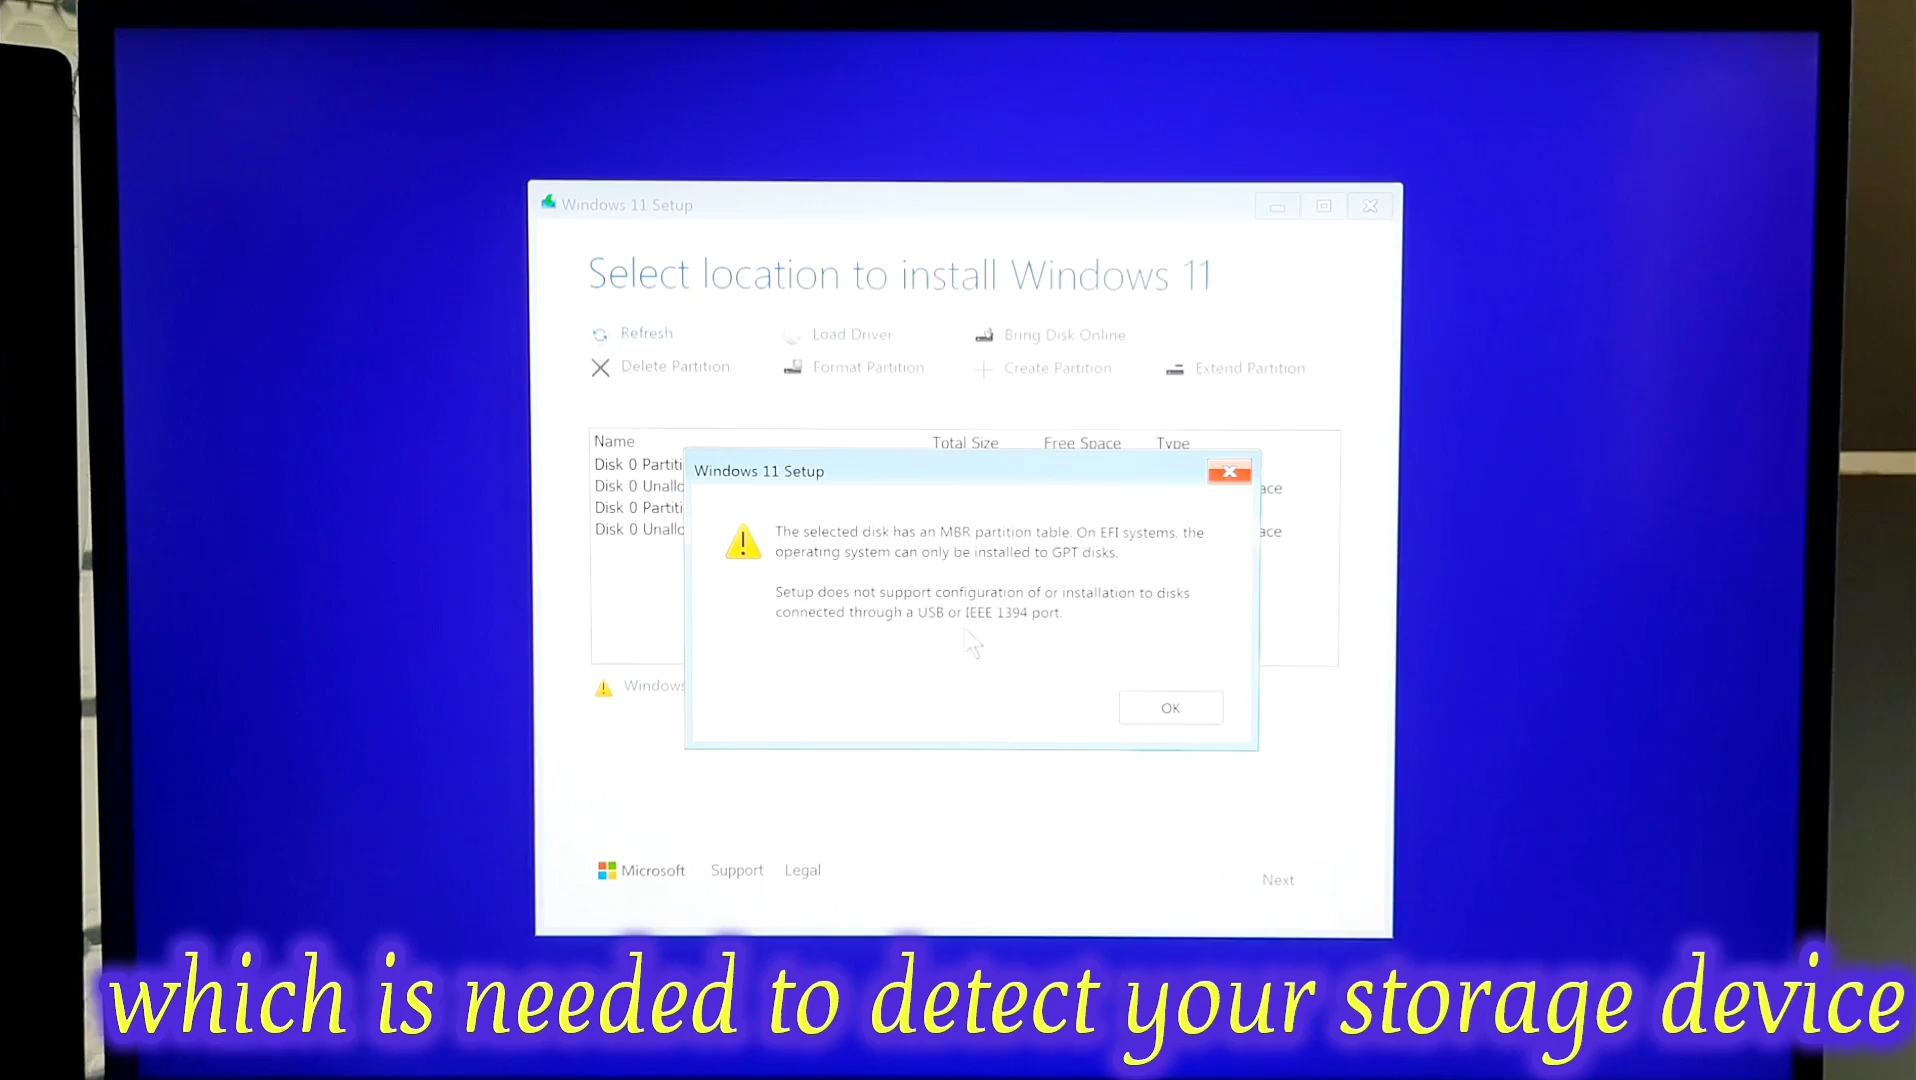 Windows 11 Setup
Select location to install Windows 11
Refresh Load Driver Bring Disk Online
Delete Partition Format Partition Create Partition Extend Partition
Name Total Size Free Space Type
Disk 0 Partiti
Disk 0 Unallo ace
Disk 0 Partiti
Disk 0 Unallo ace
Windows 11 Setup
The selected disk has an MBR partition table. On EFI systems, the
operating system can only be installed to GPT disks.
Setup does not support configuration of or installation to disks
connected through a USB or IEEE 1394 port.
OK
Windows
Microsoft Support Legal
Next
which is needed to detect your storage device